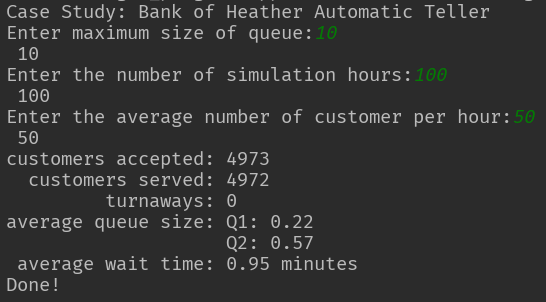 Case Study: Bank of Heather Automatic Teller
Enter maximum size of queue:10
 10
Enter the number of simulation hours:100
 100
Enter the average number of customer per hour:50
 50
customers accepted: 4973
  customers served: 4972
         turnaways: 0
average queue size: Q1: 0.22
                    Q2: 0.57
 average wait time: 0.95 minutes
Done!